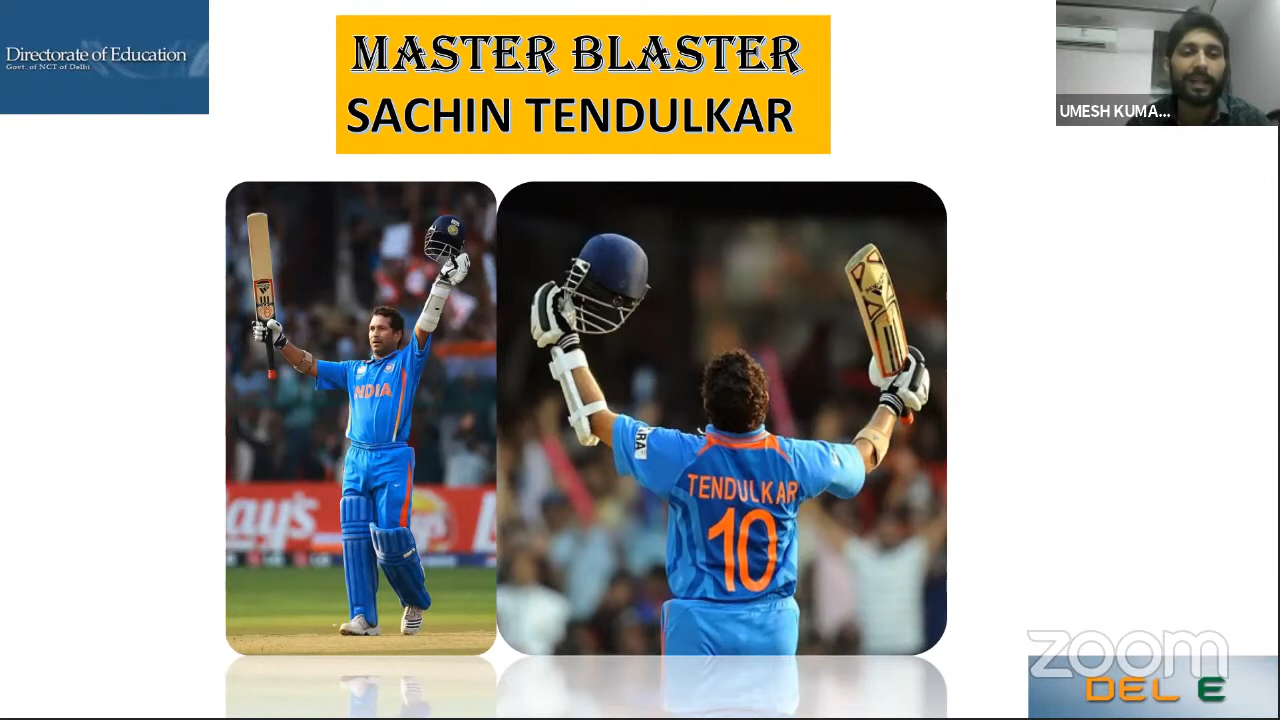 Directorate of Education
Govt. of NCT of Delhi
MASTER BLASTER
SACHIN TENDULKAR
UMESH KUMA...
INDIA
ay's
TENDULKAR
10
zoom
DEL E